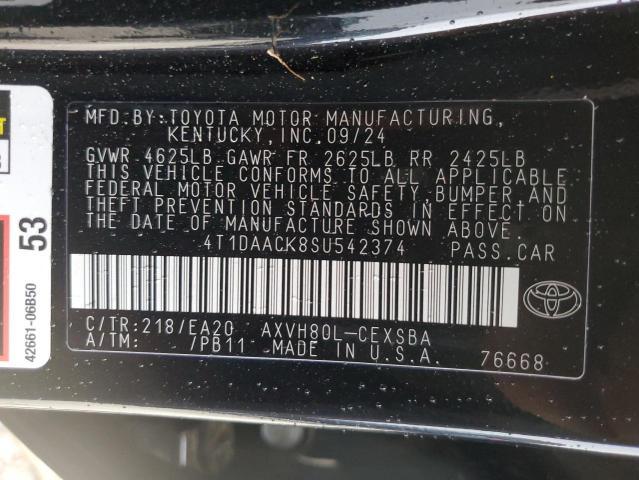 MFD.BY:TOYOTA MOTOR MANUFACTURING,
KENTUCKY,INC.09/24
GVWR 4625LB GAWR FR 2625LB RR 2425LB
THIS VEHICLE CONFORMS TO ALL APPLICABLE
FEDERAL MOTOR VEHICLE SAFETY,BUMPER,AND
THEFT PREVENTION STANDARDS IN EFFECT ON
THE DATE OF MANUFACTURE SHOWN ABOVE.
4T1DAACK8SU542374 PASS.CAR
C/TR:218/EA20 AXVH80L-CEXSBA
A/TM: /PB11 MADE IN U.S.A. 76668
53
42661-06B50